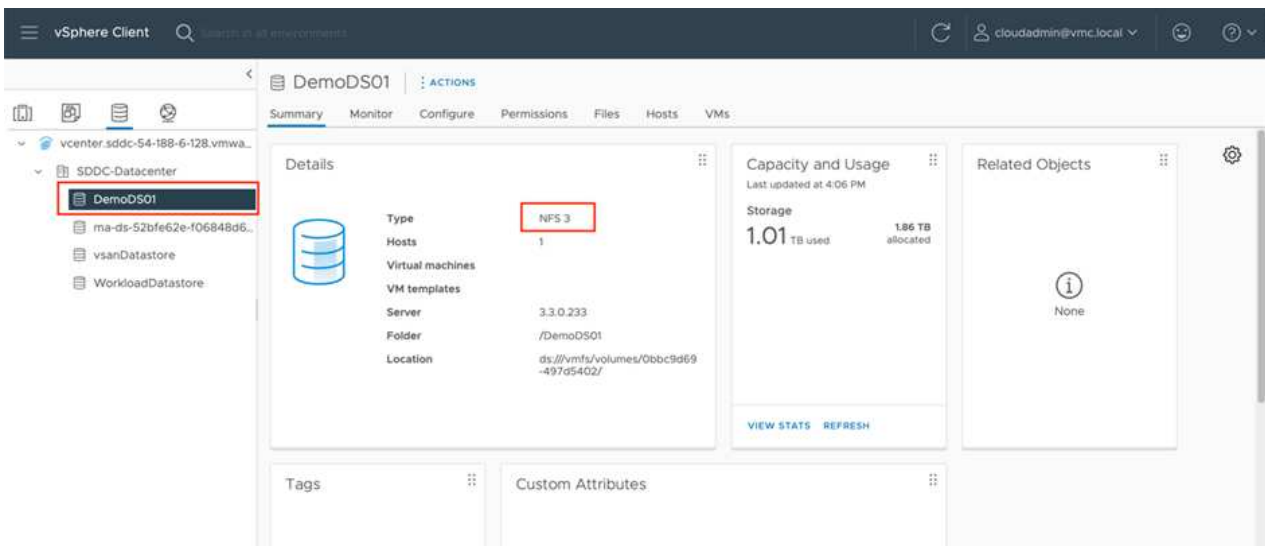 vSphere Client
Search in all environments
cloudadmin@vmc.local
DemoDS01
ACTIONS
Summary Monitor Configure Permissions Files Hosts VMs
vcenter.sddc-54-188-6-128.vmwa...
SDDC-Datacenter
DemoDS01
ma-ds-52bfe62e-f06848d6...
vsanDatastore
WorkloadDatastore
Details
Type NFS 3
Hosts 1
Virtual machines
VM templates
Server 3.3.0.233
Folder /DemoDS01
Location ds:///vmfs/volumes/0bbc9d69
-497d5402/
Capacity and Usage
Last updated at 4:06 PM
Storage
1.01 TB used
1.86 TB
allocated
VIEW STATS REFRESH
Related Objects
None
Tags
Custom Attributes